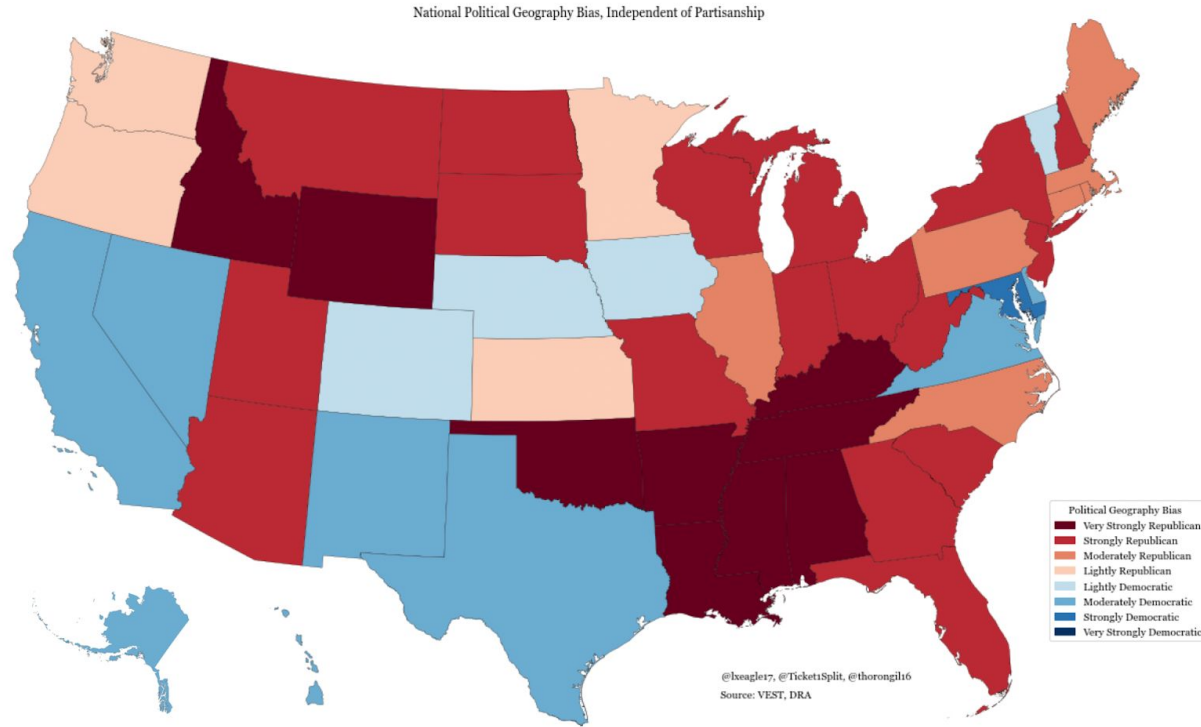 National Political Geography Bias, Independent of Partisanship
Political Geography Bias
Very Strongly Republican
Strongly Republican
Moderately Republican
Lightly Republican
Lightly Democratic
Moderately Democratic
Strongly Democratic
Very Strongly Democratic
@lxeagle17, @Ticket1Split, @thorongil16
Source: VEST, DRA